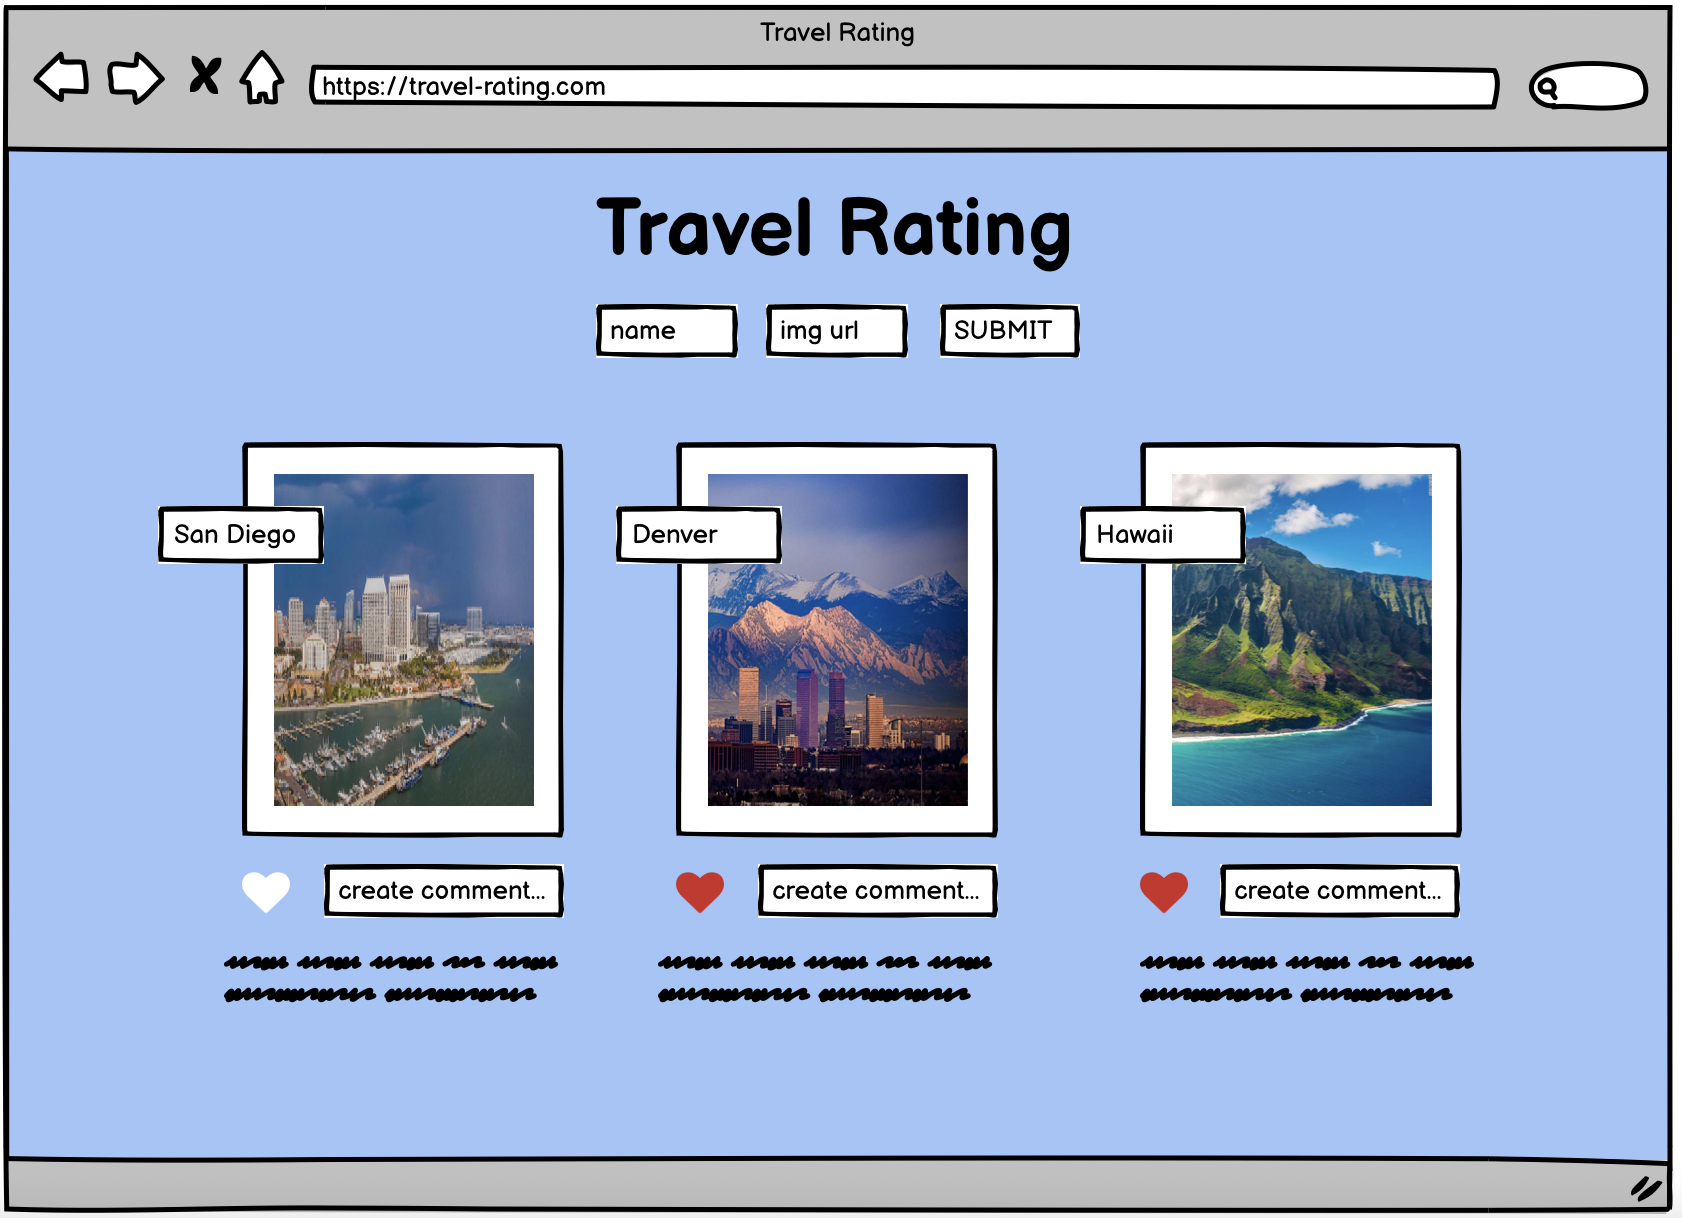 Travel Rating
https://travel-rating.com
Travel Rating
name
img url
SUBMIT
San Diego
Denver
Hawaii
create comment...
create comment...
create comment...